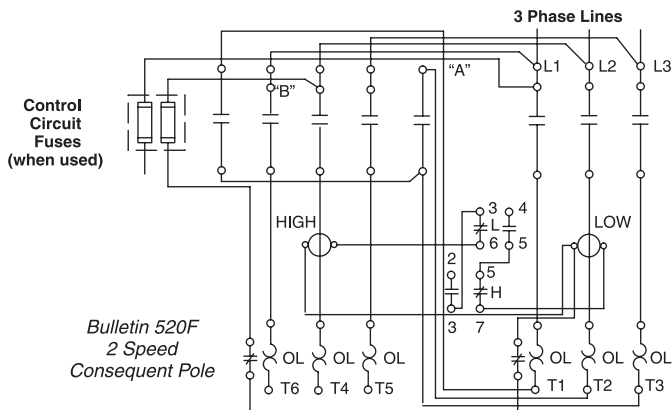 3 Phase Lines
L1
L2
L3
"A"
"B"
Control
Circuit
Fuses
(when used)
3
4
L
HIGH
LOW
6
5
2
5
H
3
7
Bulletin 520F
2 Speed
Consequent Pole
OL
OL
OL
OL
OL
OL
T6
T4
T5
T1
T2
T3